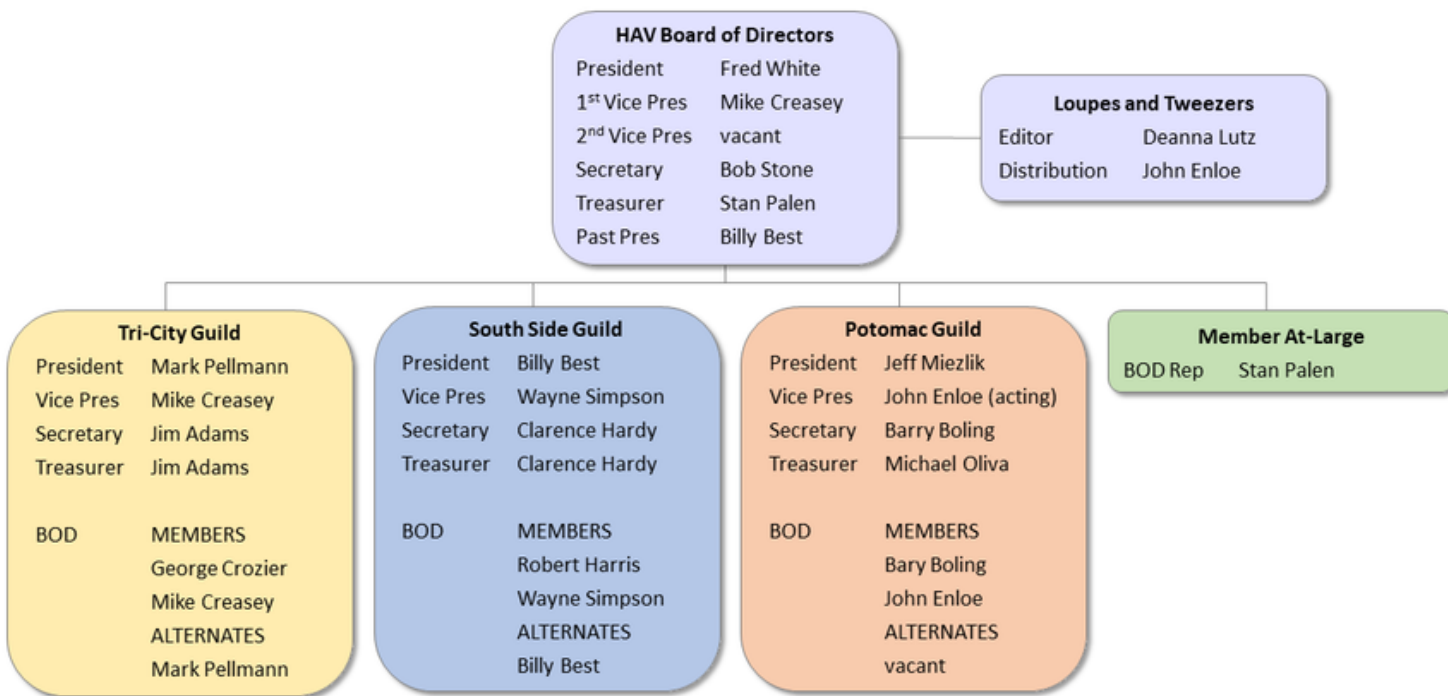 HAV Board of Directors
President Fred White
1st Vice Pres Mike Creasey
2nd Vice Pres vacant
Secretary Bob Stone
Treasurer Stan Palen
Past Pres Billy Best
Loupes and Tweezers
Editor Deanna Lutz
Distribution John Enloe
Tri-City Guild
President Mark Pellmann
Vice Pres Mike Creasey
Secretary Jim Adams
Treasurer Jim Adams
BOD MEMBERS
George Crozier
Mike Creasey
ALTERNATES
Mark Pellmann
South Side Guild
President Billy Best
Vice Pres Wayne Simpson
Secretary Clarence Hardy
Treasurer Clarence Hardy
BOD MEMBERS
Robert Harris
Wayne Simpson
ALTERNATES
Billy Best
Potomac Guild
President Jeff Miezlik
Vice Pres John Enloe (acting)
Secretary Barry Boling
Treasurer Michael Oliva
BOD MEMBERS
Bary Boling
John Enloe
ALTERNATES
vacant
Member At-Large
BOD Rep Stan Palen